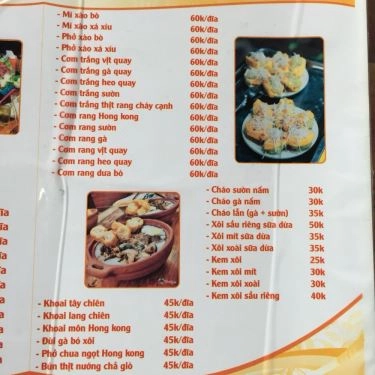 - Mì xào bò 60k/đĩa
- Mì xào xá xíu 60k/đĩa
- Phở xào bò 60k/đĩa
- Phở xào xá xíu 60k/đĩa
- Cơm trắng vịt quay 60k/đĩa
- Cơm trắng gà quay 60k/đĩa
- Cơm trắng heo quay 60k/đĩa
- Cơm trắng sườn 60k/đĩa
- Cơm trắng thịt rang cháy cạnh 60k/đĩa
- Cơm rang Hong kong 60k/đĩa
- Cơm rang sườn 60k/đĩa
- Cơm rang gà 60k/đĩa
- Cơm rang vịt quay 60k/đĩa
- Cơm rang heo quay 60k/đĩa
- Cơm rang dưa bò 60k/đĩa
- Cháo sườn nấm 30k
- Cháo gà nấm 30k
- Cháo lẫn (gà + sườn) 35k
- Xôi sầu riêng sữa dừa 50k
- Xôi mít sữa dừa 35k
- Xôi xoài sữa dừa 35k
- Kem xôi 25k
- Kem xôi mít 30k
- Kem xôi xoài 30k
- Kem xôi sầu riêng 40k
- Khoai tây chiên 45k/đĩa
- Khoai lang chiên 45k/đĩa
- Khoai môn Hong kong 45k/đĩa
- Đùi gà bó xôi 45k/đĩa
- Phô chua ngọt Hong kong 45k/đĩa
- Bún thịt nướng chả giò 45k/đĩa